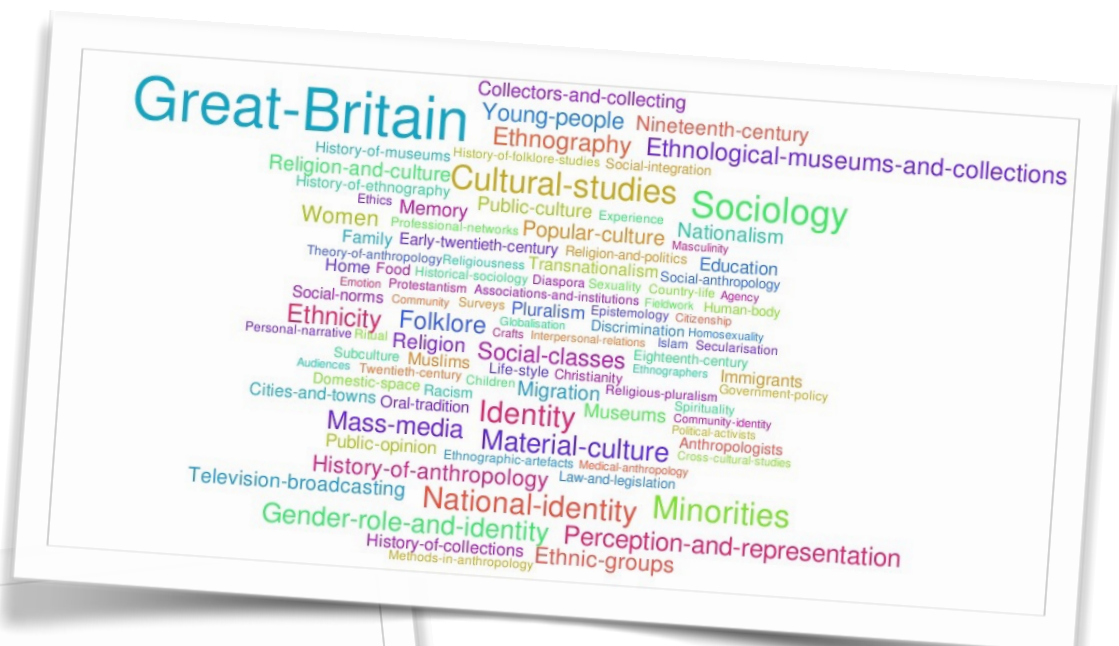 Collectors-and-collecting
Great-Britain Young-people Nineteenth-century
Ethnography Ethnological-museums-and-collections
History-of-museums History-of-folklore-studies Social-integration
Religion-and-culture Cultural-studies Sociology
History-of-ethnography
Ethics Memory Public-culture Experience Nationalism
Women Professional-networks Popular-culture Masculinity
Family Early-twentieth-century Religion-and-politics Education
Theory-of-anthropology Religiousness Transnationalism Social-anthropology
Home Food Historical-sociology Diaspora Sexuality Country-life Agency
Emotion Protestantism Associations-and-institutions Fieldwork Human-body
Social-norms Community Surveys Pluralism Epistemology Citizenship
Ethnicity Folklore Globalisation Discrimination Homosexuality
Personal-narrative Ritual Religion Crafts Interpersonal-relations Islam Secularisation
Subculture Muslims Social-classes Eighteenth-century
Audiences Twentieth-century Life-style Christianity Ethnographers Immigrants
Domestic-space Racism Children Migration Religious-pluralism Government-policy
Cities-and-towns Oral-tradition Identity Museums Spirituality
Community-identity
Mass-media Material-culture Political-activists
Anthropologists
Public-opinion Ethnographic-artefacts Medical-anthropology Cross-cultural-studies
History-of-anthropology Law-and-legislation
Television-broadcasting National-identity Minorities
Gender-role-and-identity Perception-and-representation
History-of-collections Ethnic-groups
Methods-in-anthropology